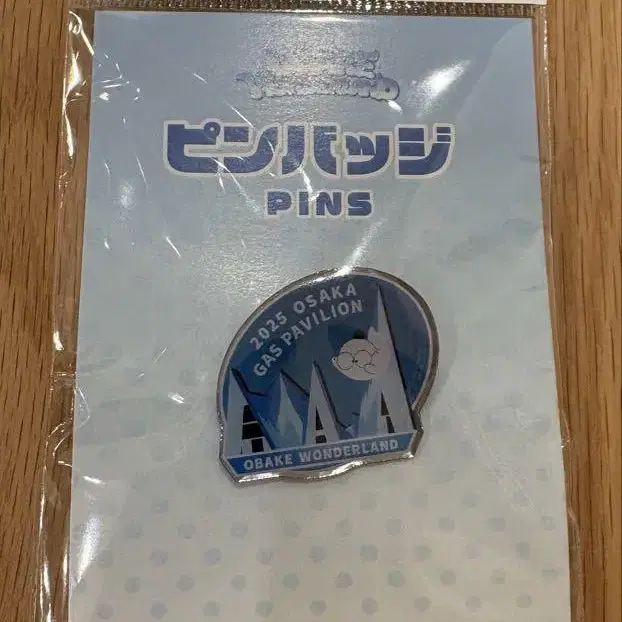 ピンバッジ
PINS
2025 OSAKA
GAS PAVILION
OBAKE WONDERLAND